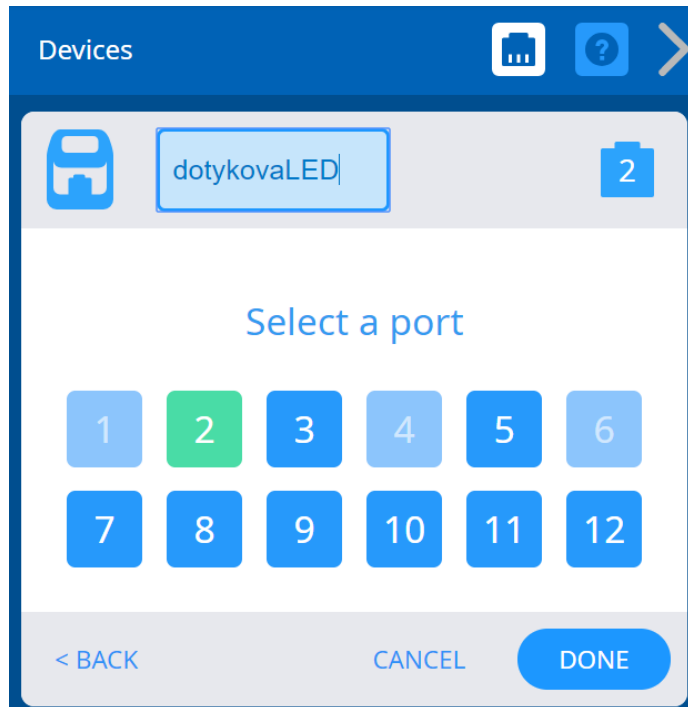 Devices
?
dotykovaLED
2
Select a port
1 2 3 4 5 6
7 8 9 10 11 12
< BACK CANCEL DONE